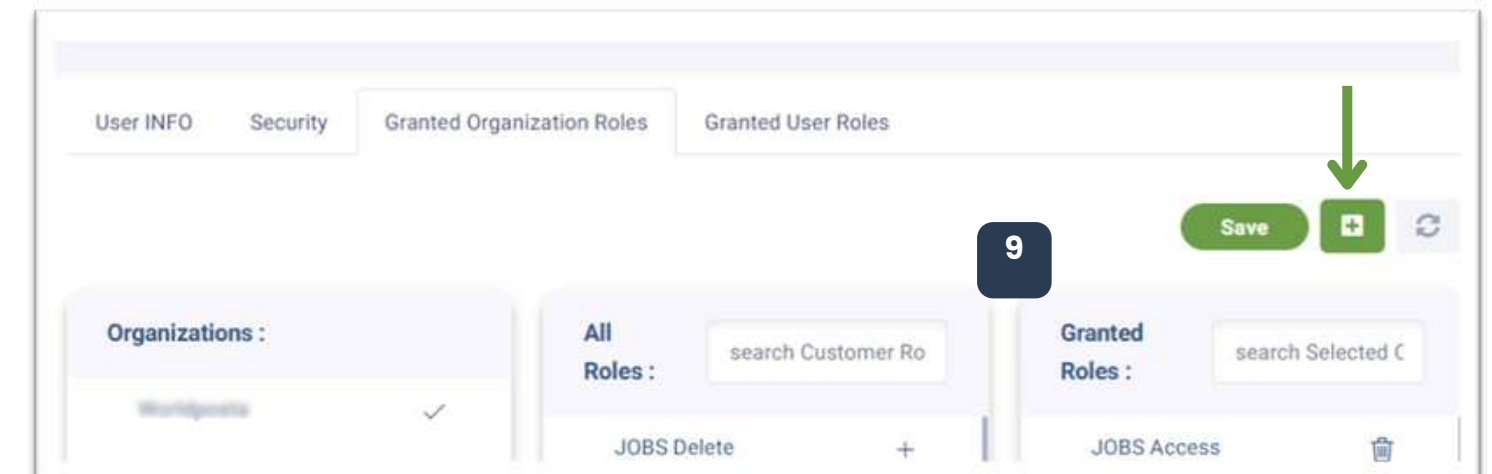 User INFO Security Granted Organization Roles Granted User Roles
Save
9
Organizations :
All
Roles :
search Customer Ro
Granted
Roles :
search Selected C
JOBS Delete
JOBS Access